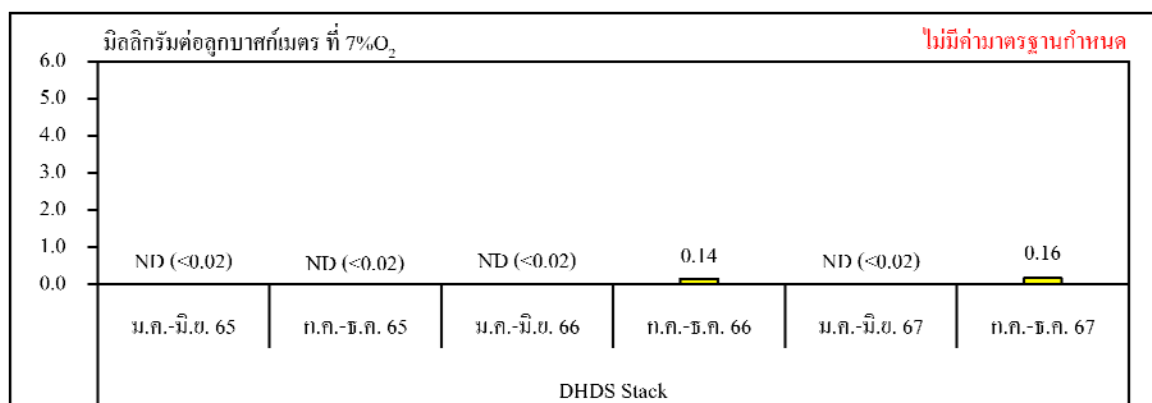 มิลลิกรัมต่อลูกบาศก์เมตร ที่ 7%O₂ ไม่มีค่ามาตรฐานกำหนด
6.0
5.0
4.0
3.0
2.0
1.0
0.0
ND (<0.02) ND (<0.02) ND (<0.02) 0.14 ND (<0.02) 0.16
ม.ค.-มิ.ย. 65 ก.ค.-ธ.ค. 65 ม.ค.-มิ.ย. 66 ก.ค.-ธ.ค. 66 ม.ค.-มิ.ย. 67 ก.ค.-ธ.ค. 67
DHDS Stack